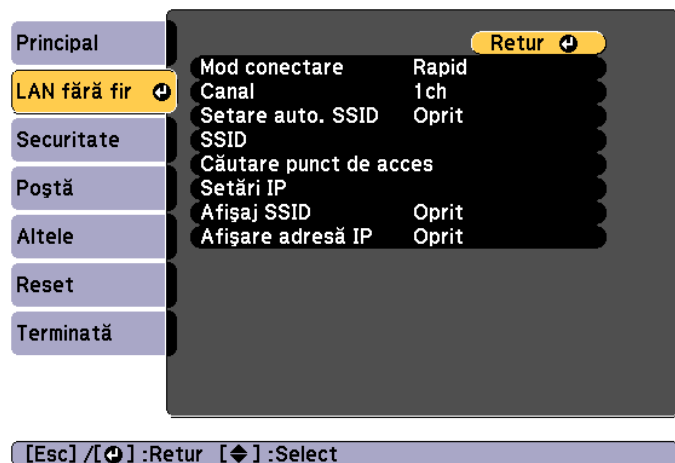 Principal
LAN fără fir
Securitate
Poştă
Altele
Reset
Terminată
Retur
Mod conectare Rapid
Canal 1ch
Setare auto. SSID Oprit
SSID
Căutare punct de acces
Setări IP
Afişaj SSID Oprit
Afişare adresă IP Oprit
[Esc] /[⏎] :Retur [◆] :Select